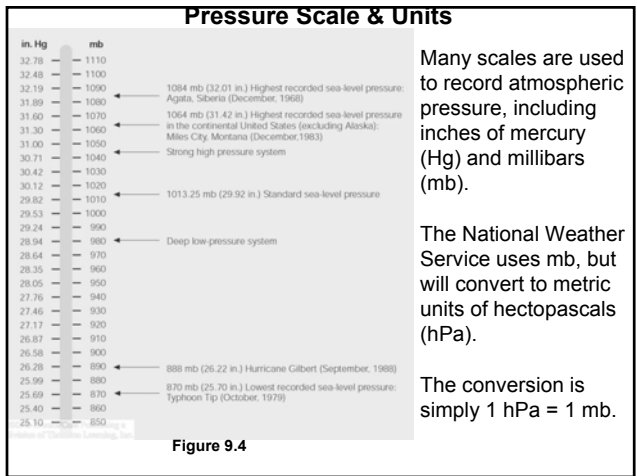 Pressure Scale & Units
in. Hg mb
32.78 1110
32.48 1100
32.19 1090
31.89 1080
31.60 1070
31.30 1060
31.00 1050
30.71 1040
30.42 1030
30.12 1020
29.82 1010
29.53 1000
29.24 990
28.94 980
28.64 970
28.35 960
28.05 950
27.76 940
27.46 930
27.17 920
26.87 910
26.58 900
26.28 890
25.99 880
25.69 870
25.40 860
25.10 850
1084 mb (32.01 in.) Highest recorded sea-level pressure:
Agata, Siberia (December, 1968)
1064 mb (31.42 in.) Highest recorded sea-level pressure
in the continental United States (excluding Alaska):
Miles City, Montana (December,1983)
Strong high pressure system
1013.25 mb (29.92 in.) Standard sea-level pressure
Deep low-pressure system
888 mb (26.22 in.) Hurricane Gilbert (September, 1988)
870 mb (25.70 in.) Lowest recorded sea-level pressure:
Typhoon Tip (October, 1979)
Figure 9.4
Many scales are used
to record atmospheric
pressure, including
inches of mercury
(Hg) and millibars
(mb).
The National Weather
Service uses mb, but
will convert to metric
units of hectopascals
(hPa).
The conversion is
simply 1 hPa = 1 mb.